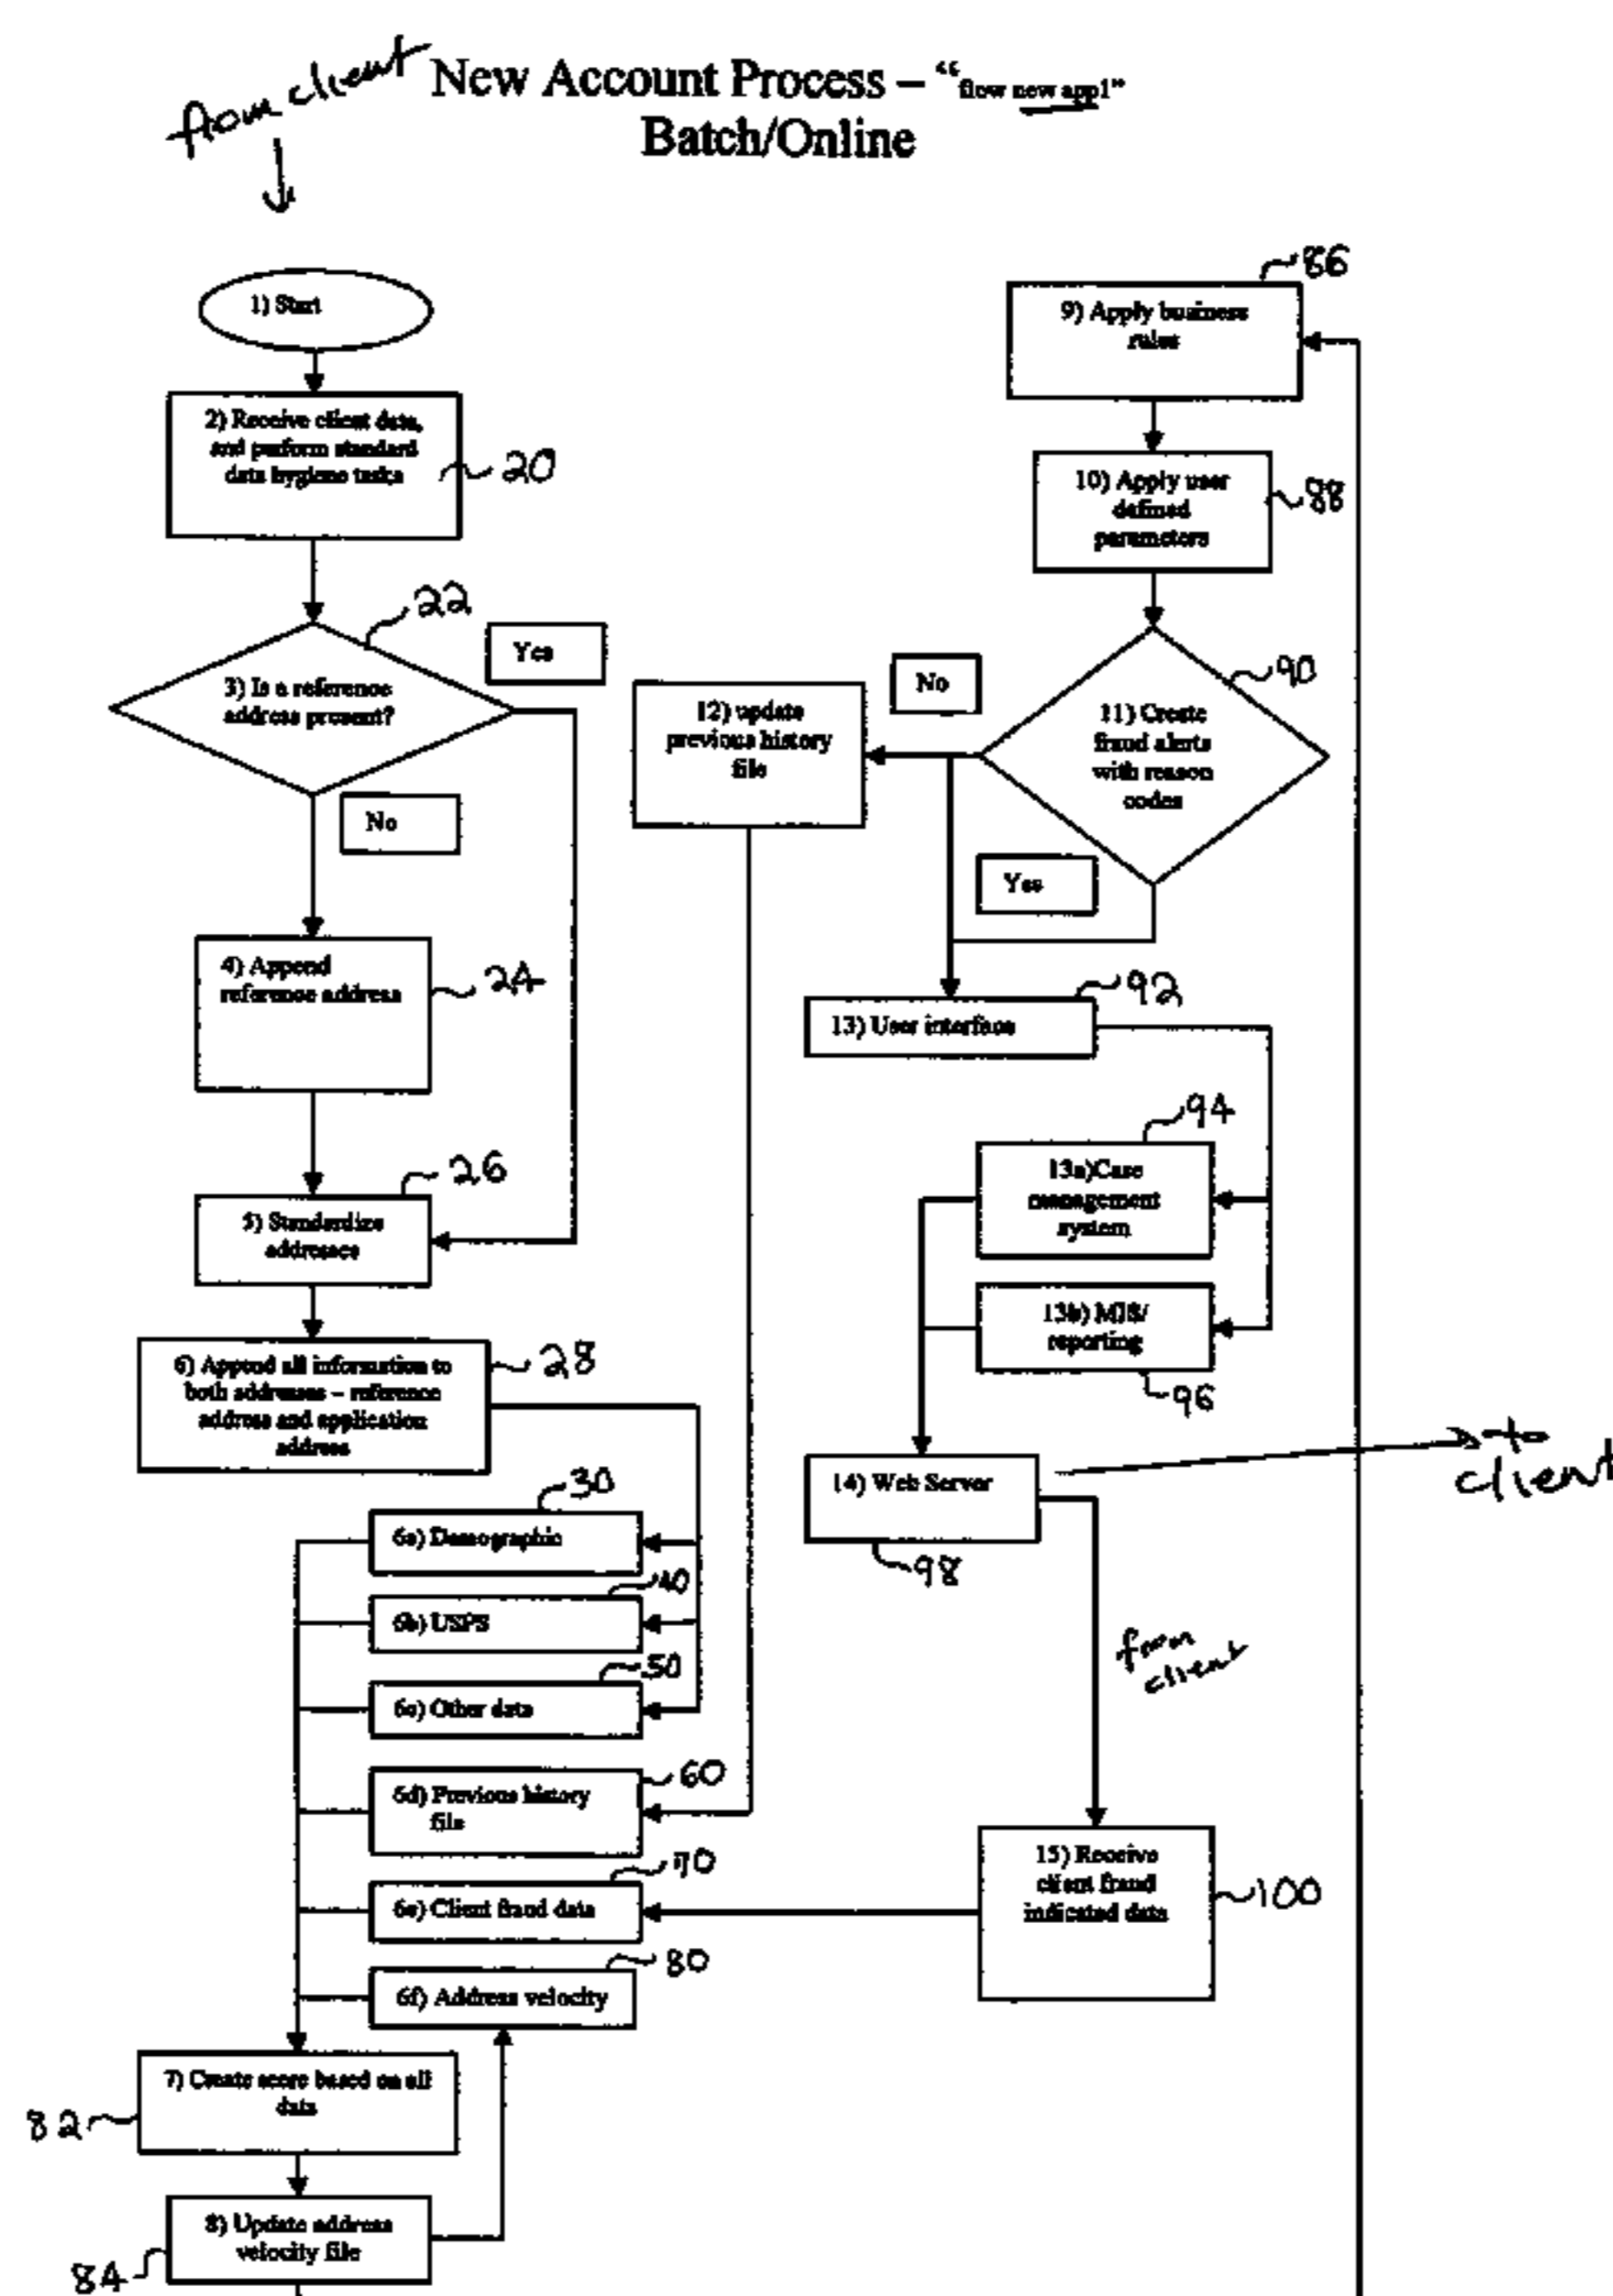 from client
New Account Process – “flow new app1”
Batch/Online
1) Start
2) Receive client data,
and perform standard
data hygiene tasks
20
22
Yes
3) Is a reference
address present?
No
4) Append
reference address
24
26
5) Standardize
addresses
6) Append all information to
both addresses – reference
address and application
address
28
30
6a) Demographic
40
6b) USPS
50
6c) Other data
6d) Previous history
file
60
70
6e) Client fraud data
80
6f) Address velocity
7) Create score based on all
data
82
8) Update address
velocity file
84
86
9) Apply business
rules
10) Apply user
defined
parameters
88
90
11) Create
fraud alerts
with reason
codes
No
12) update
previous history
file
Yes
92
13) User interface
94
13a)Case
management
system
13b) MIS/
reporting
96
14) Web Server
98
to
client
from
client
15) Receive
client fraud
indicated data
100